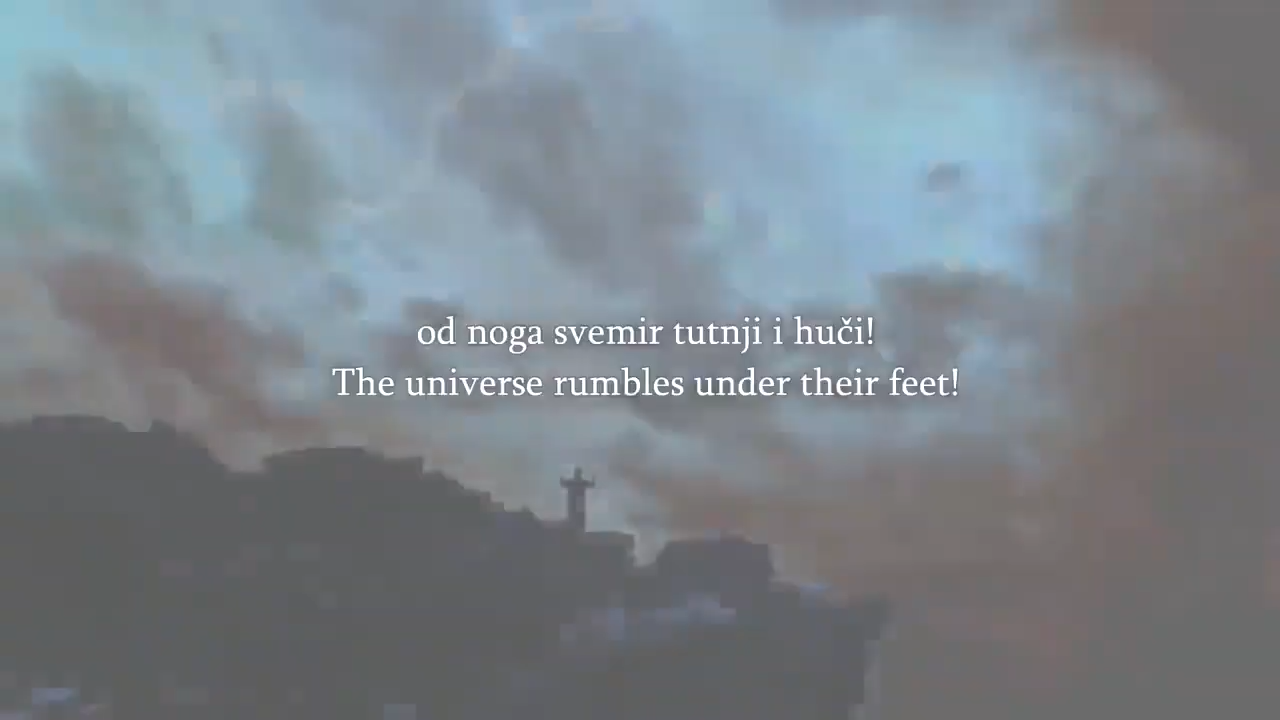 od noga svemir tutnji i huči!
The universe rumbles under their feet!